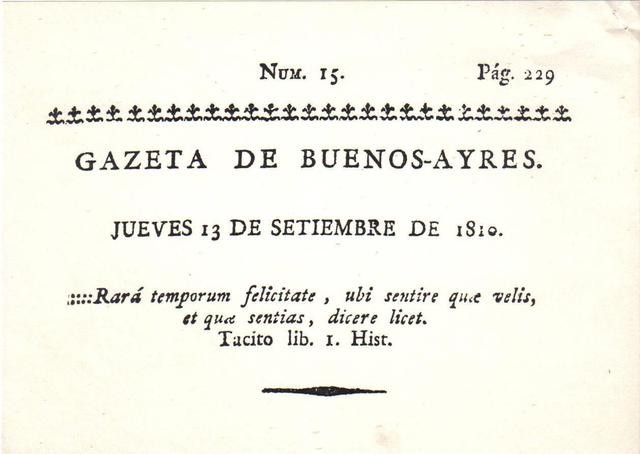 Num. 15. Pág. 229
GAZETA DE BUENOS-AYRES.
JUEVES 13 DE SETIEMBRE DE 1810.
:::::Rará temporum felicitate , ubi sentire quæ velis,
et quæ sentias, dicere licet.
Tacito lib. 1. Hist.